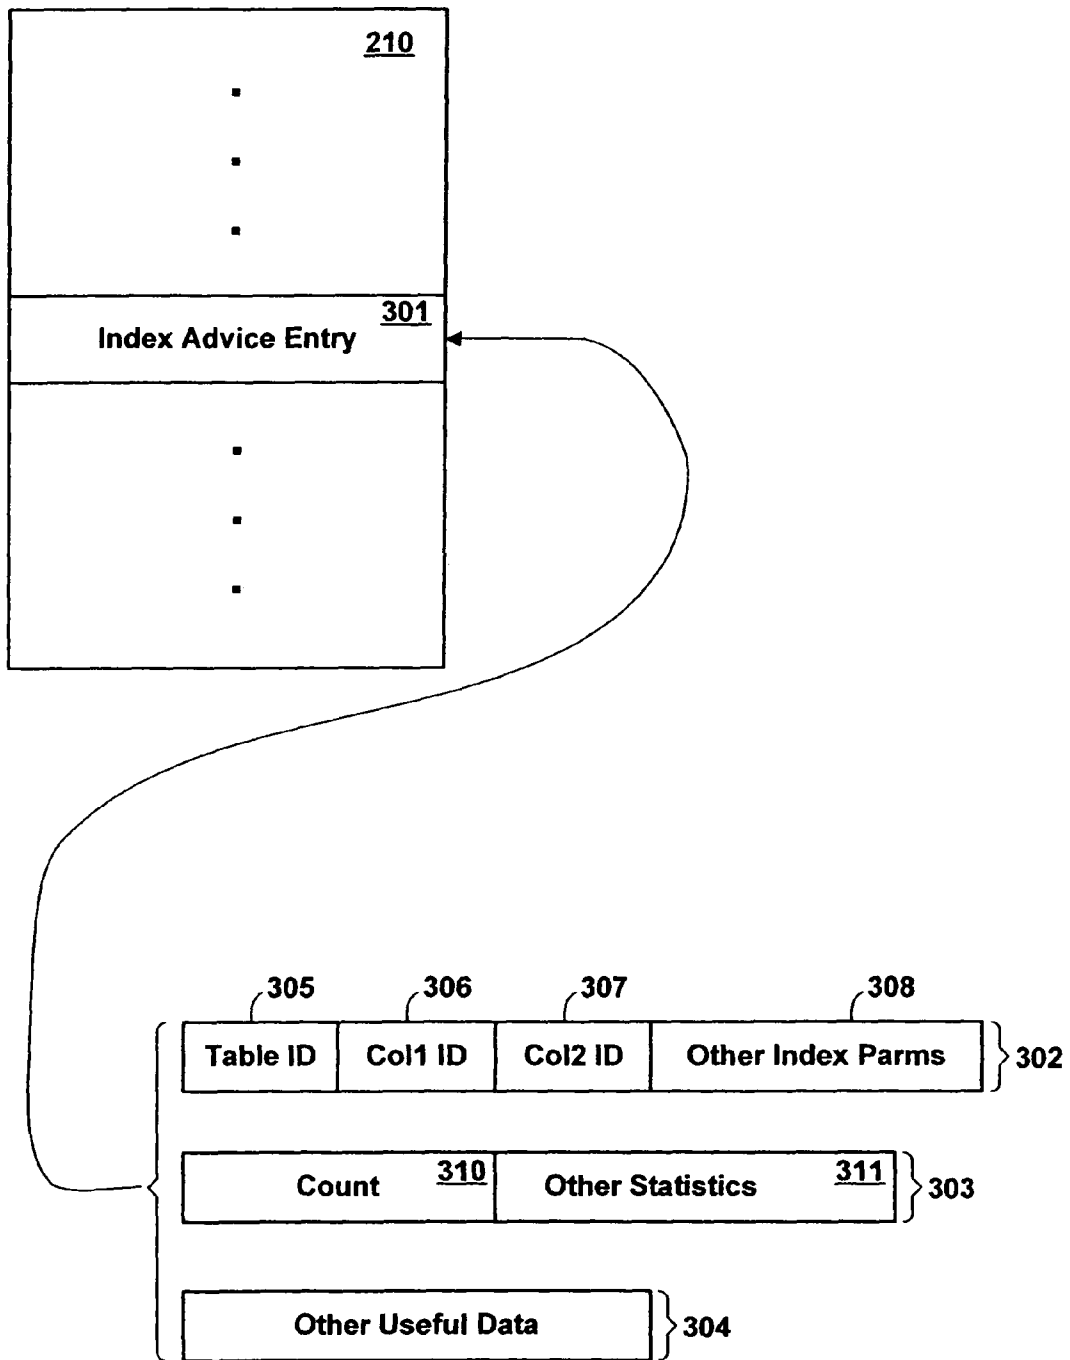 210
301
Index Advice Entry
305 306 307 308
Table ID Col1 ID Col2 ID Other Index Parms 302
Count 310 Other Statistics 311 303
Other Useful Data 304